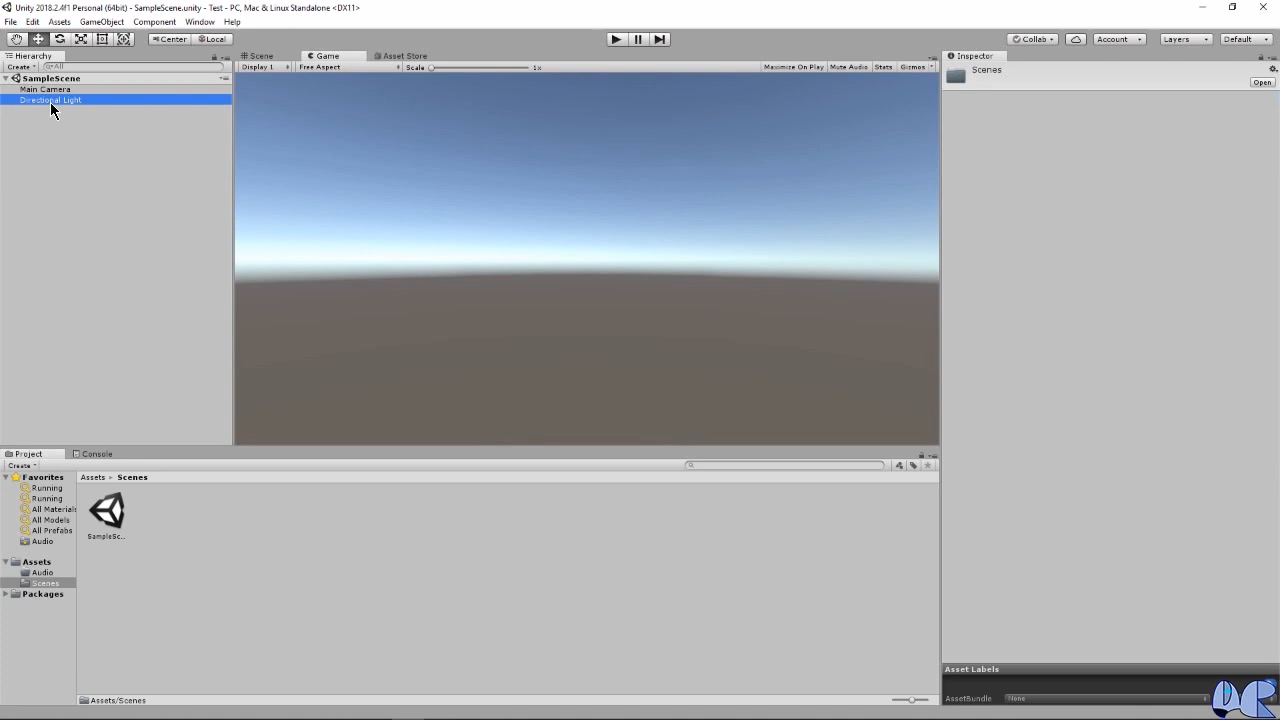 Unity 2018.2.4f1 Personal (64bit) - SampleScene.unity - Test - PC, Mac & Linux Standalone <DX11>
File Edit Assets GameObject Component Window Help
Center Local Collab Account Layers Default
Hierarchy
Create All
SampleScene
Main Camera
Directional Light
Scene Game Asset Store
Display 1 Free Aspect Scale 1x Maximize On Play Mute Audio Stats Gizmos
Inspector
Scenes
Open
Project Console
Create
Favorites
Running
Running
All Materials
All Models
All Prefabs
Audio
Assets
Audio
Scenes
Packages
Assets Scenes
SampleSc...
Assets/Scenes
Asset Labels
AssetBundle None